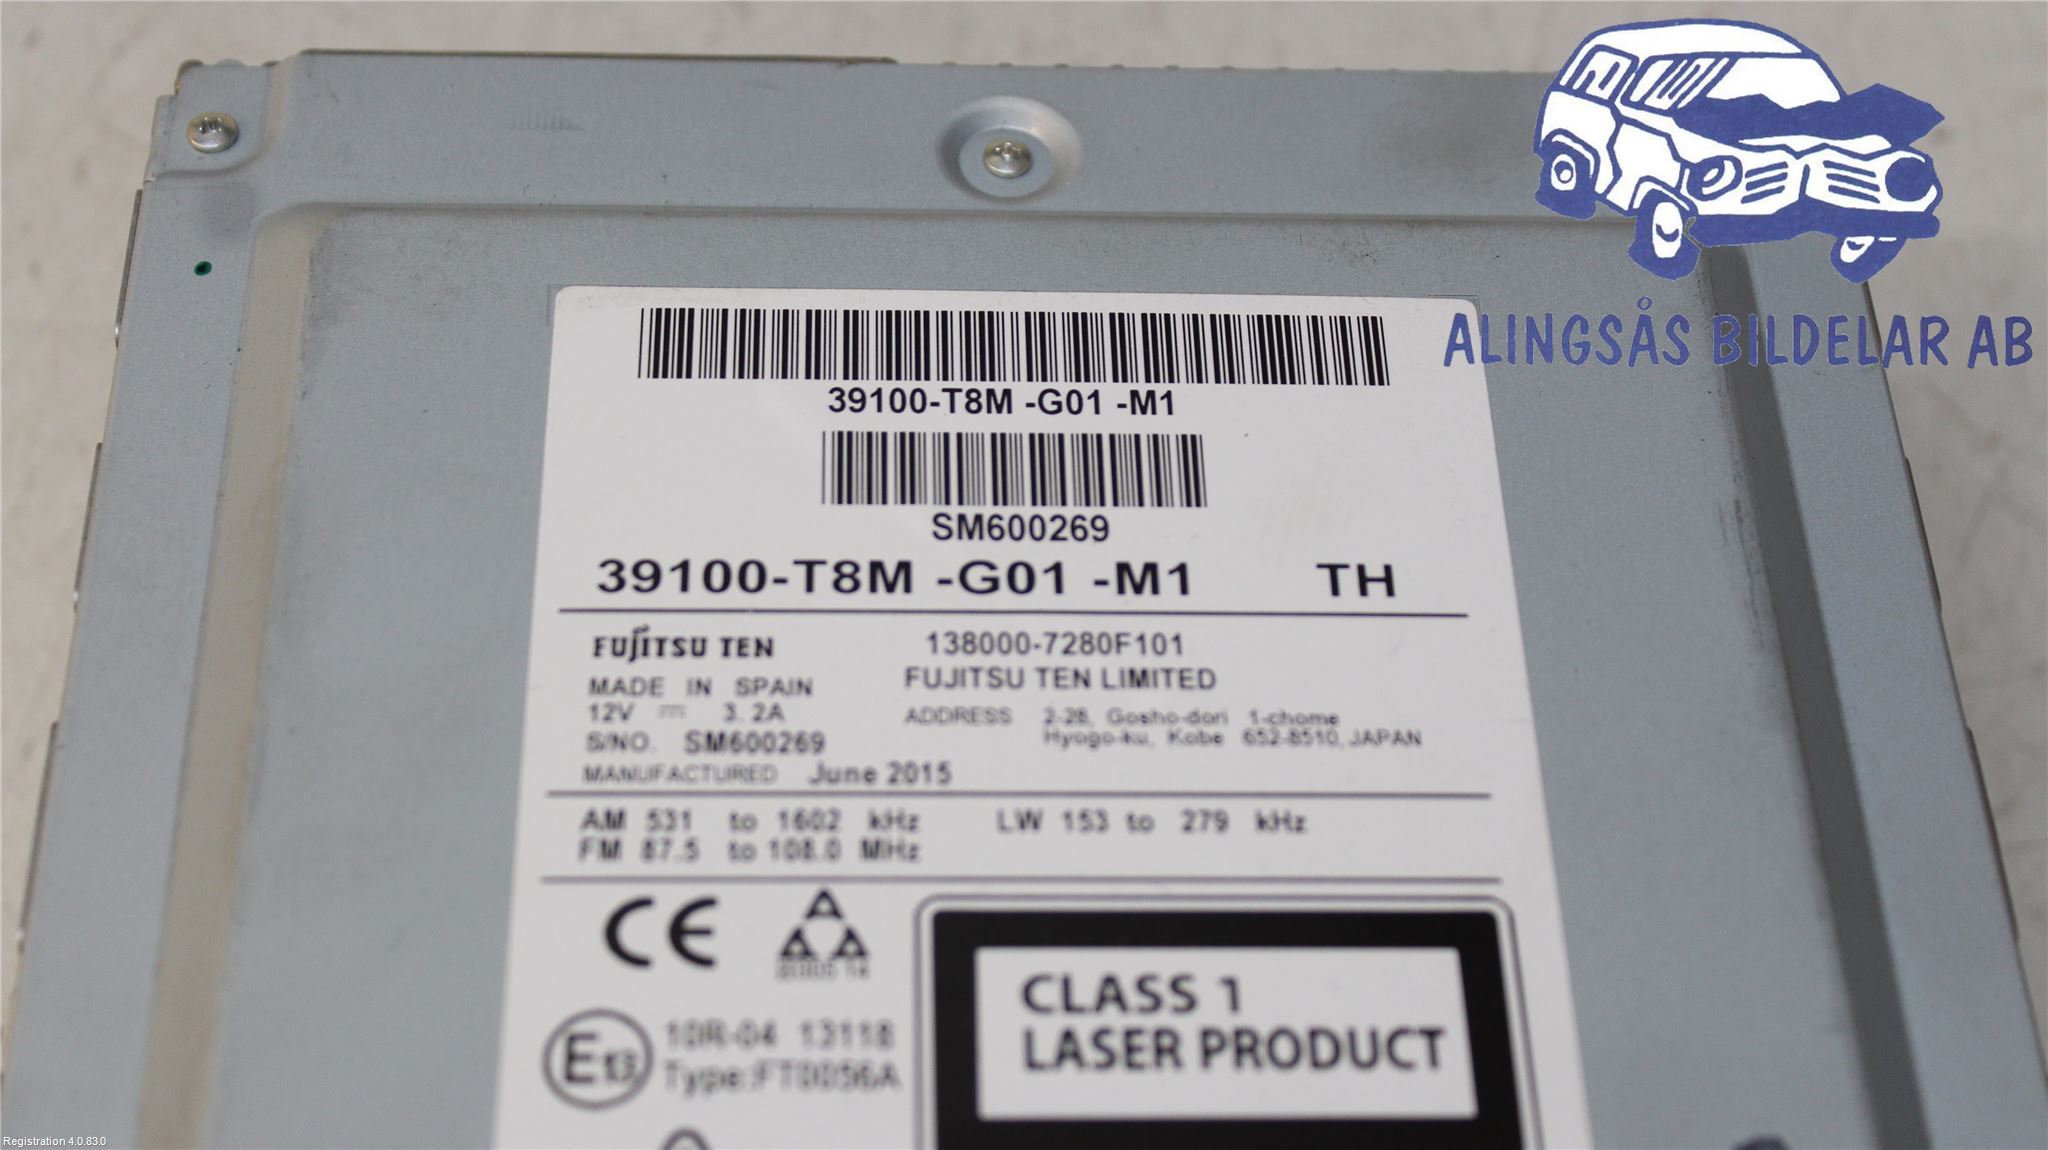 ALINGSÅS BILDELAR AB
39100-T8M -G01 -M1
SM600269
39100-T8M -G01 -M1 TH
FUJITSU TEN 138000-7280F101
MADE IN SPAIN FUJITSU TEN LIMITED
12V 3.2A ADDRESS 2-28, Gosho-dori 1-chome
S/NO. SM600269 Hyogo-ku, Kobe 652-8510, JAPAN
MANUFACTURED June 2015
AM 531 to 1602 kHz LW 153 to 279 kHz
FM 87.5 to 108.0 MHz
CE
CLASS 1
LASER PRODUCT
E13 10R-04 13118
Type:FT0056A
Registration 4.0.83.0